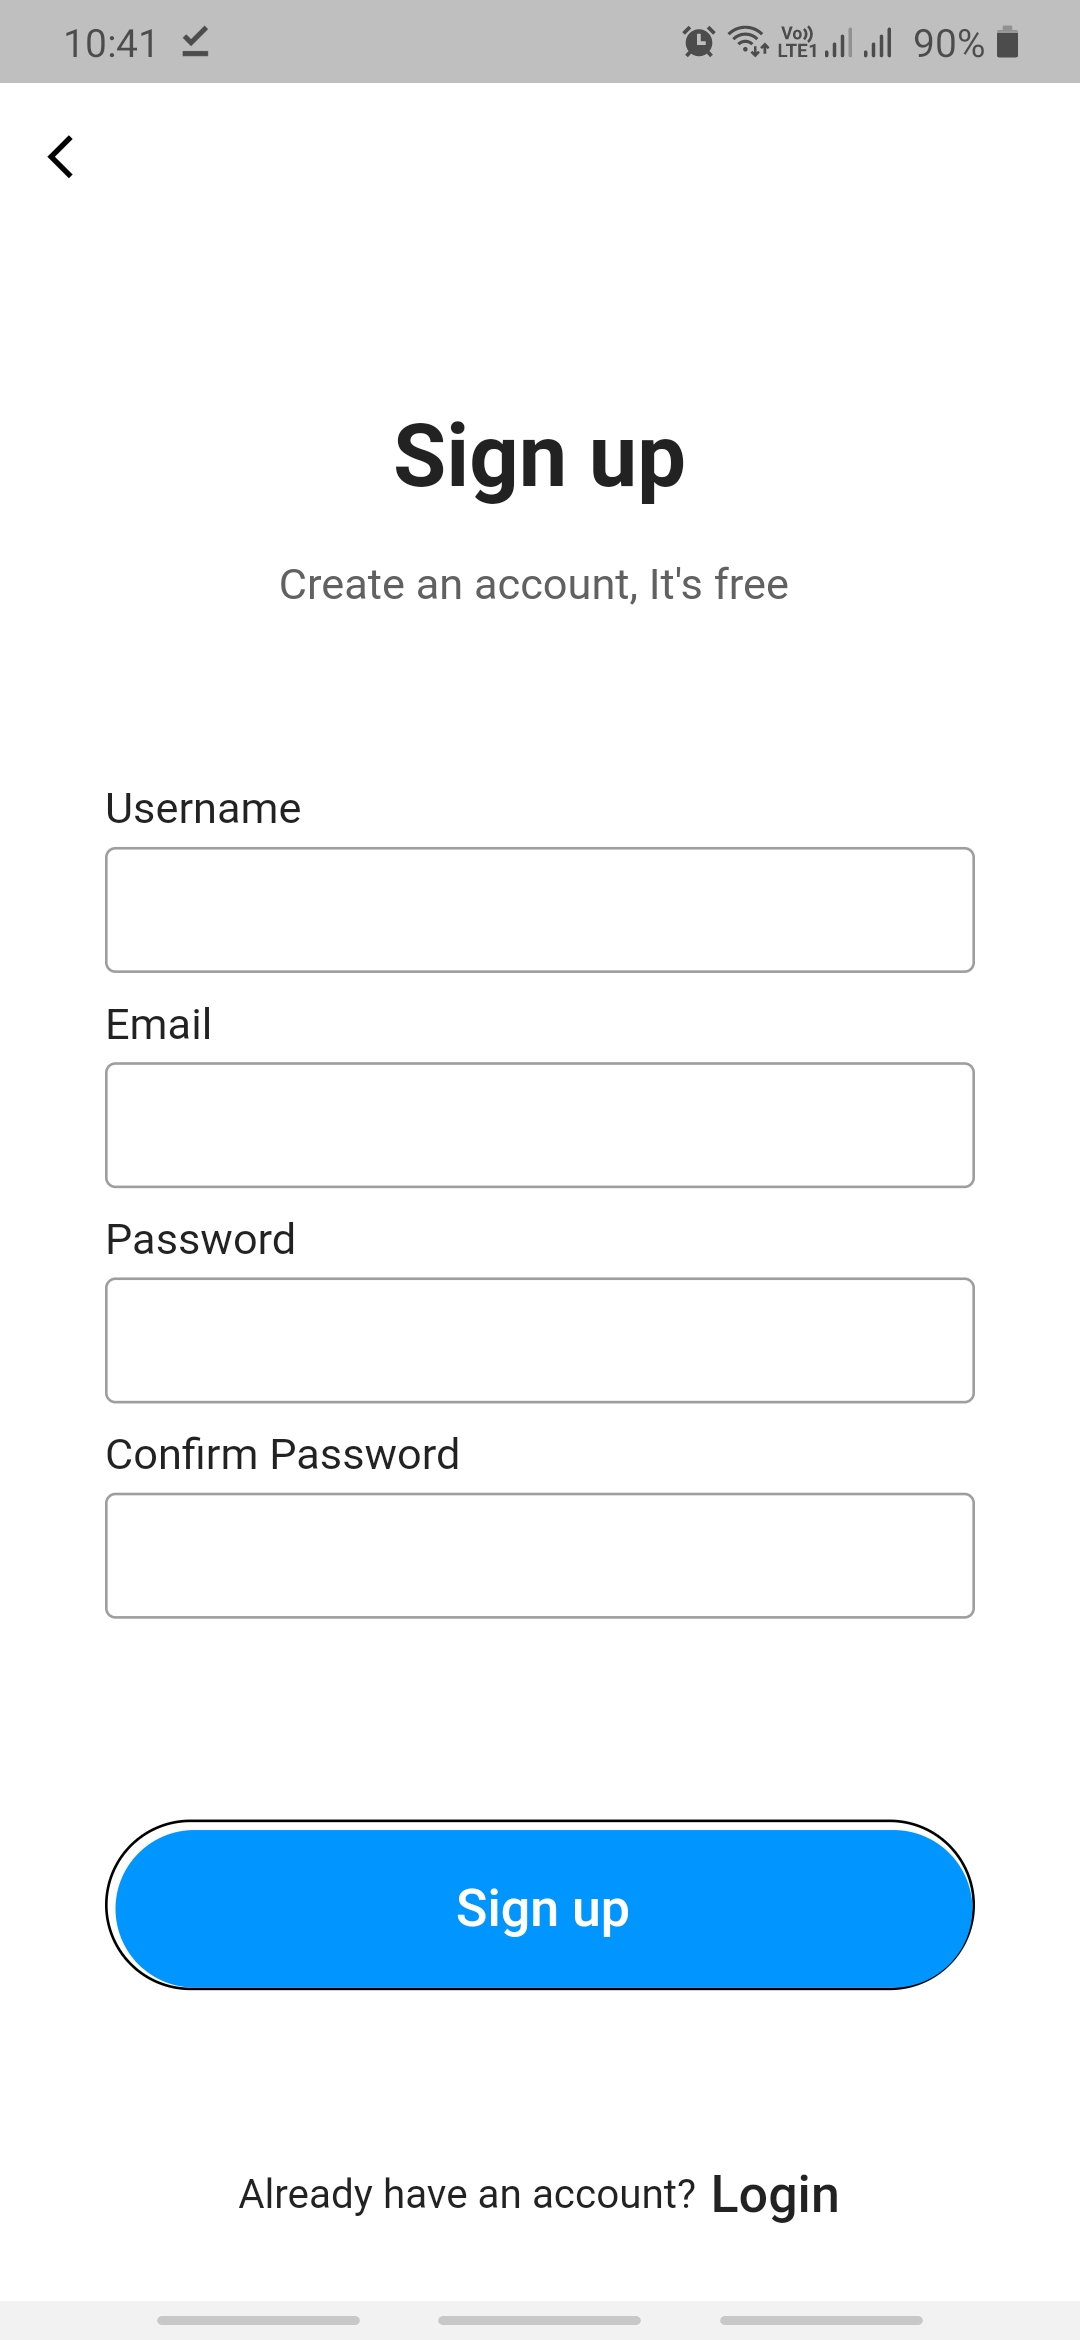 10:41 Vo)) LTE1 90%
Sign up
Create an account, It's free
Username
Email
Password
Confirm Password
Sign up
Already have an account? Login